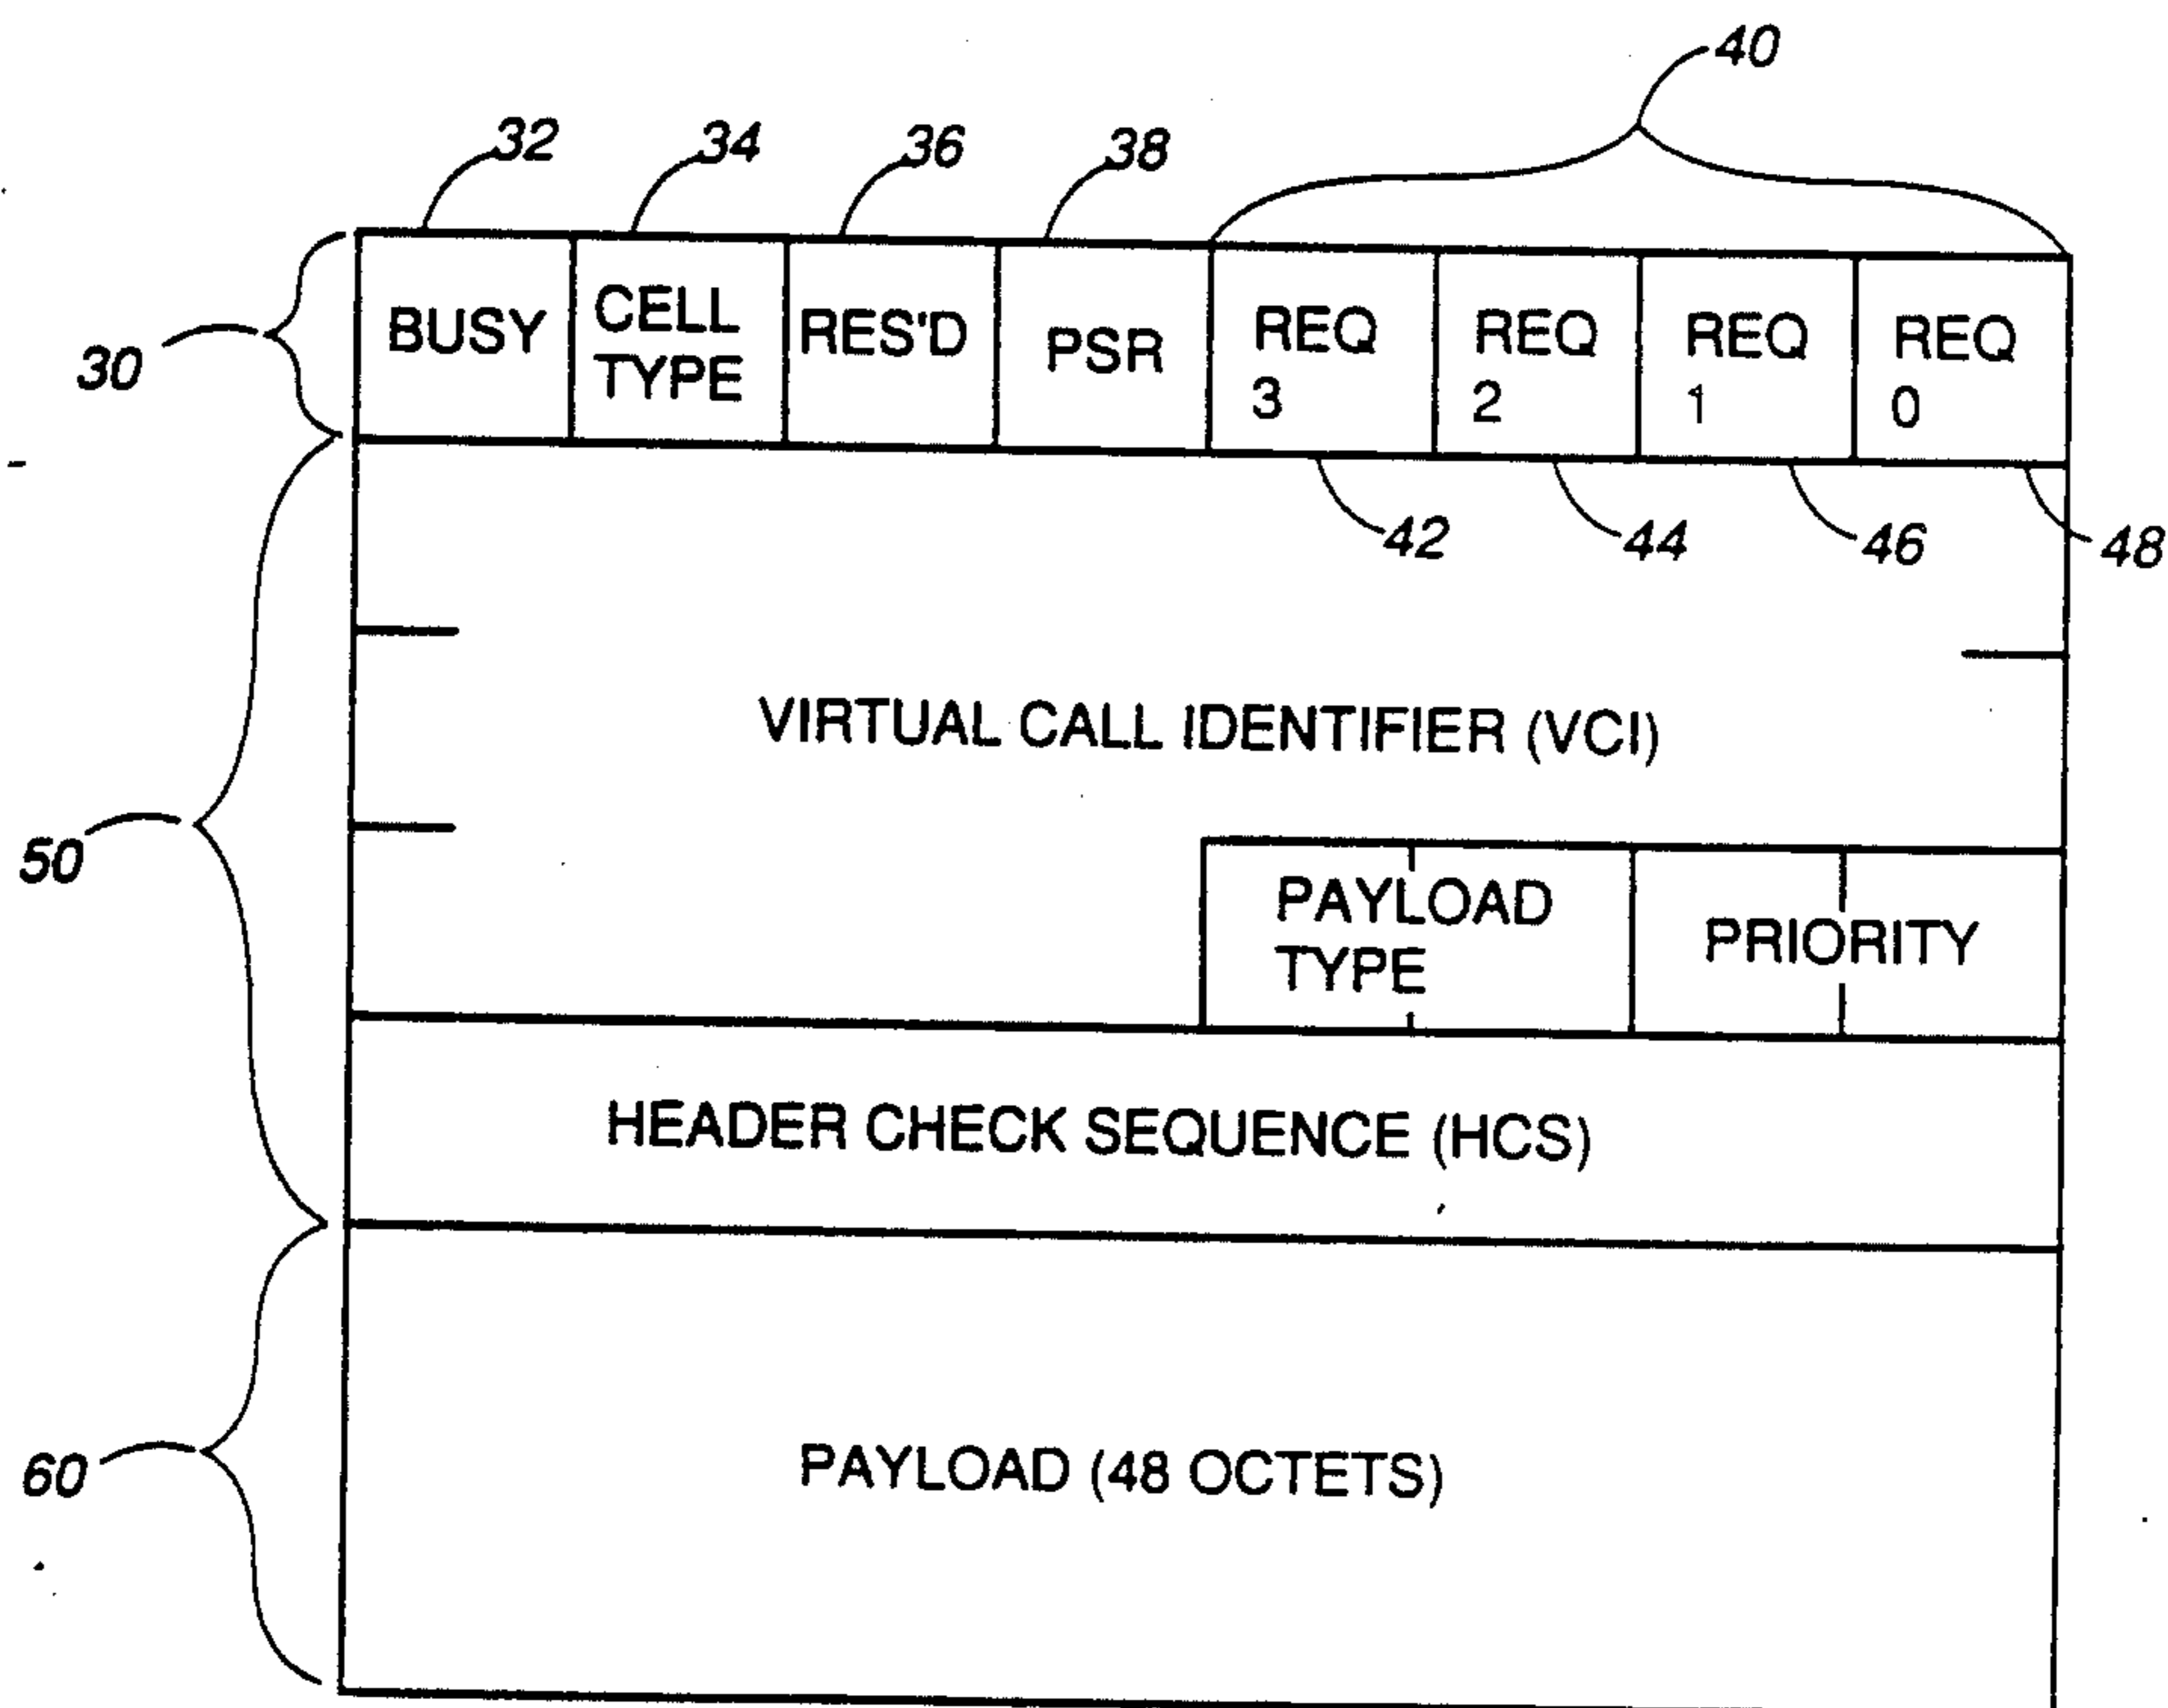 40
32 34 36 38
30
BUSY
CELL
TYPE
RES'D
PSR
REQ
3
REQ
2
REQ
1
REQ
0
42 44 46 48
50
VIRTUAL CALL IDENTIFIER (VCI)
PAYLOAD
TYPE
PRIORITY
HEADER CHECK SEQUENCE (HCS)
60
PAYLOAD (48 OCTETS)